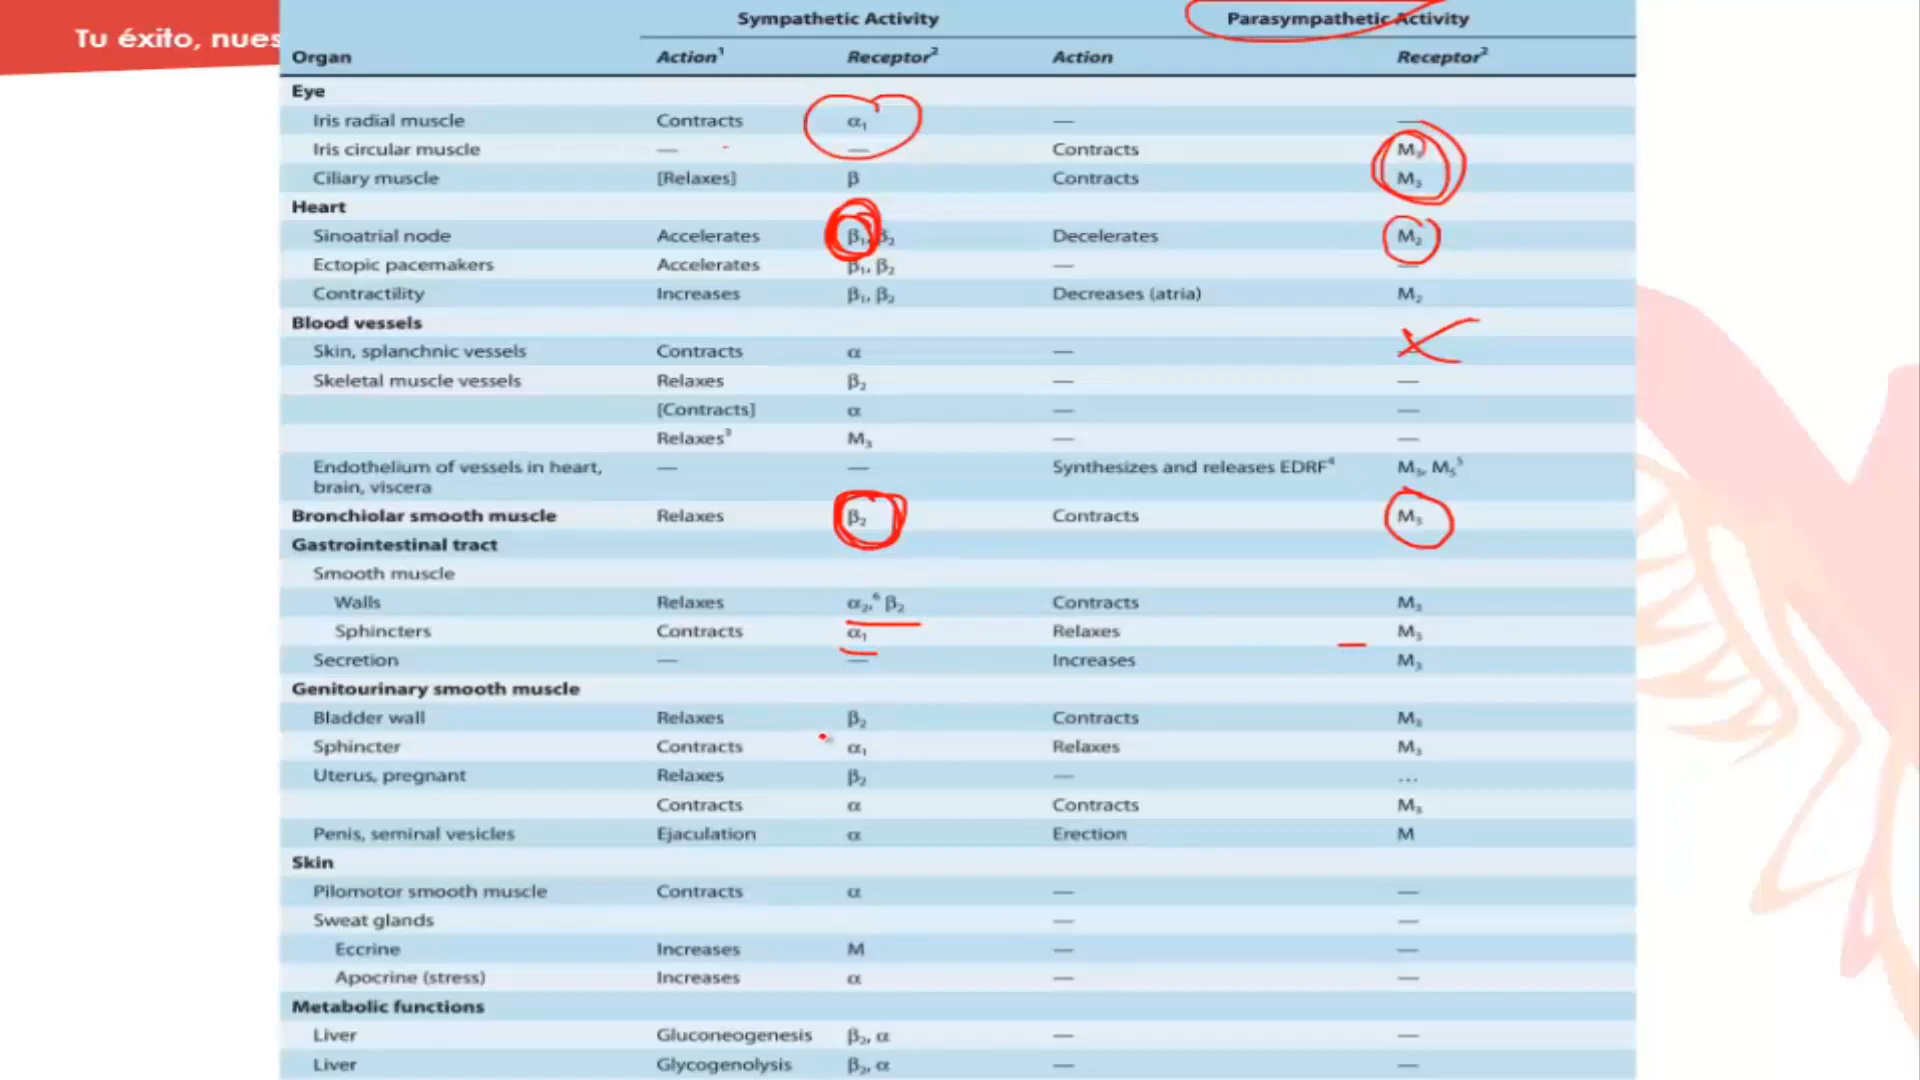 Tu éxito, nues
Sympathetic Activity Parasympathetic Activity
Organ Action¹ Receptor² Action Receptor²
Eye
Iris radial muscle Contracts α₁ — —
Iris circular muscle — — Contracts M₃
Ciliary muscle [Relaxes] β Contracts M₃
Heart
Sinoatrial node Accelerates β₁, β₂ Decelerates M₂
Ectopic pacemakers Accelerates β₁, β₂ — —
Contractility Increases β₁, β₂ Decreases (atria) M₂
Blood vessels
Skin, splanchnic vessels Contracts α — —
Skeletal muscle vessels Relaxes β₂ — —
[Contracts] α — —
Relaxes³ M₃ — —
Endothelium of vessels in heart, — — Synthesizes and releases EDRF⁴ M₃, M₅⁵
brain, viscera
Bronchiolar smooth muscle Relaxes β₂ Contracts M₃
Gastrointestinal tract
Smooth muscle
Walls Relaxes α₂,⁶ β₂ Contracts M₃
Sphincters Contracts α₁ Relaxes M₃
Secretion — — Increases M₃
Genitourinary smooth muscle
Bladder wall Relaxes β₂ Contracts M₃
Sphincter Contracts α₁ Relaxes M₃
Uterus, pregnant Relaxes β₂ — ...
Contracts α Contracts M₃
Penis, seminal vesicles Ejaculation α Erection M
Skin
Pilomotor smooth muscle Contracts α — —
Sweat glands — —
Eccrine Increases M — —
Apocrine (stress) Increases α — —
Metabolic functions
Liver Gluconeogenesis β₂, α — —
Liver Glycogenolysis β₂, α — —